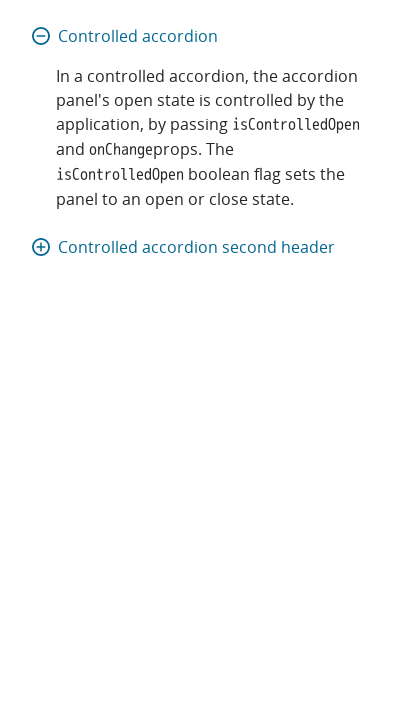 Controlled accordion
In a controlled accordion, the accordion
panel's open state is controlled by the
application, by passing isControlledOpen
and onChangeprops. The
isControlledOpen boolean flag sets the
panel to an open or close state.
Controlled accordion second header